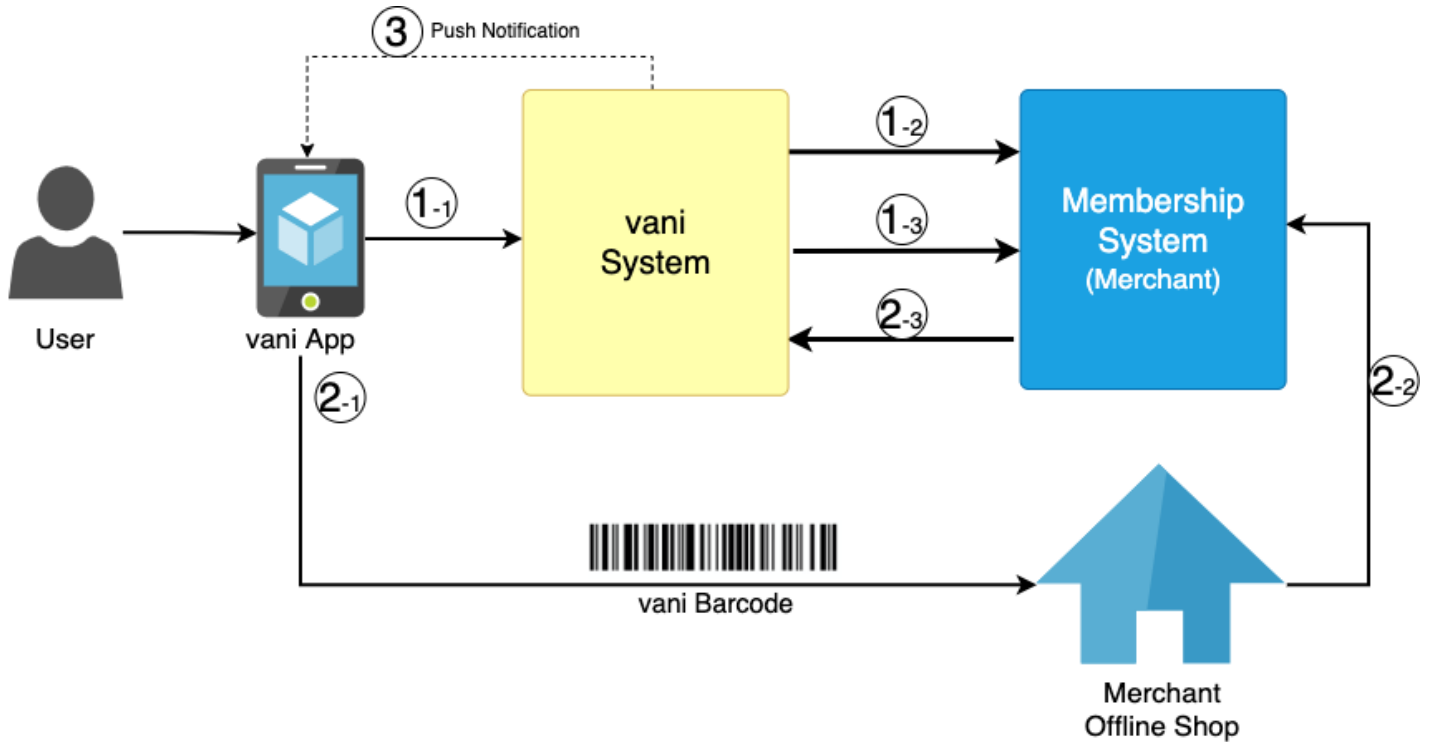 3 Push Notification
1-2
1-1
vani
System
1-3
Membership
System
(Merchant)
2-3
User
vani App
2-1
2-2
vani Barcode
Merchant
Offline Shop